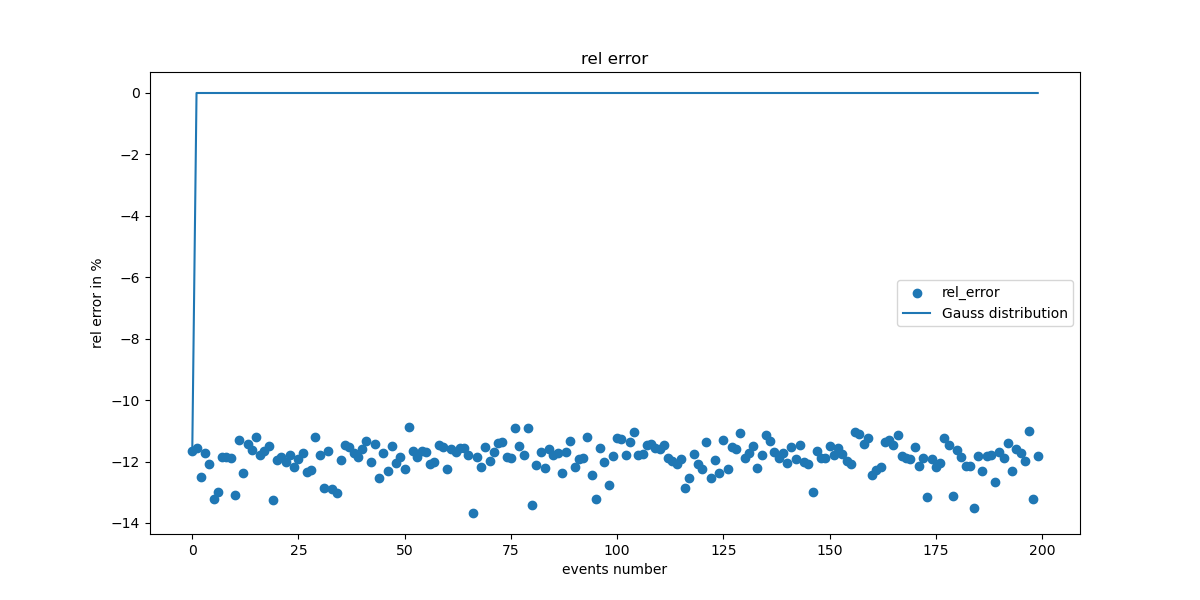 rel error
0
−2
−4
−6
−8
−10
−12
−14
rel error in %
rel_error
Gauss distribution
0 25 50 75 100 125 150 175 200
events number